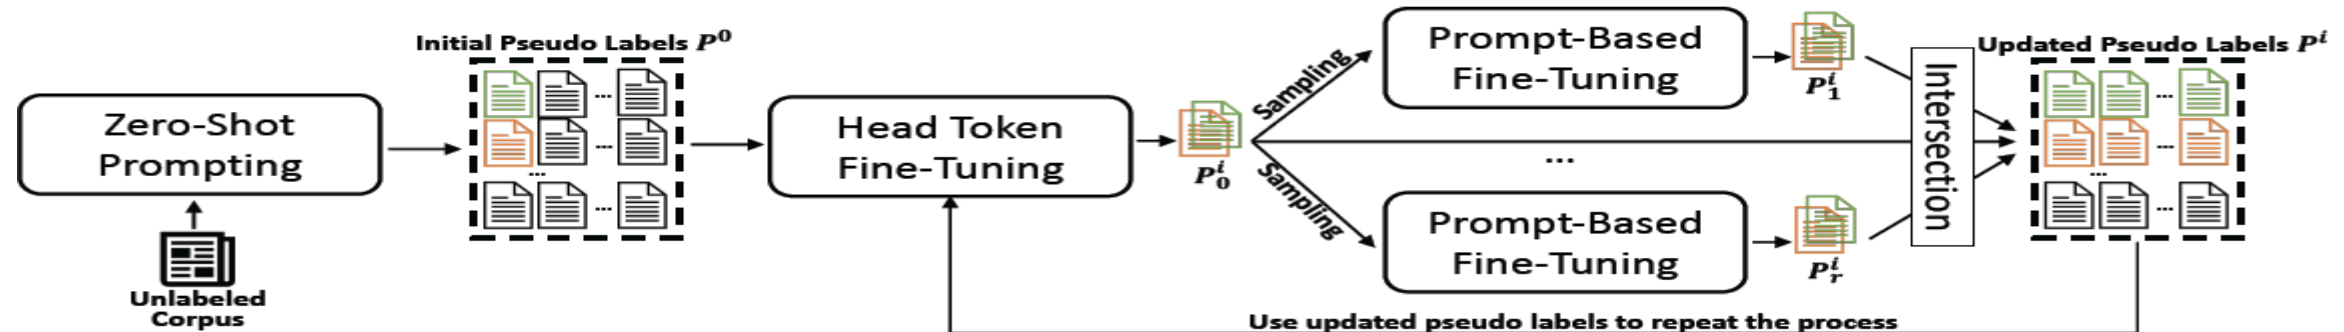 Zero-Shot
Prompting
Unlabeled
Corpus
Initial Pseudo Labels P⁰
...
...
...
...
Head Token
Fine-Tuning
P₀ⁱ
Sampling
Sampling
Prompt-Based
Fine-Tuning
...
Prompt-Based
Fine-Tuning
P₁ⁱ
Pᵣⁱ
Intersection
Updated Pseudo Labels Pⁱ
...
...
...
...
Use updated pseudo labels to repeat the process